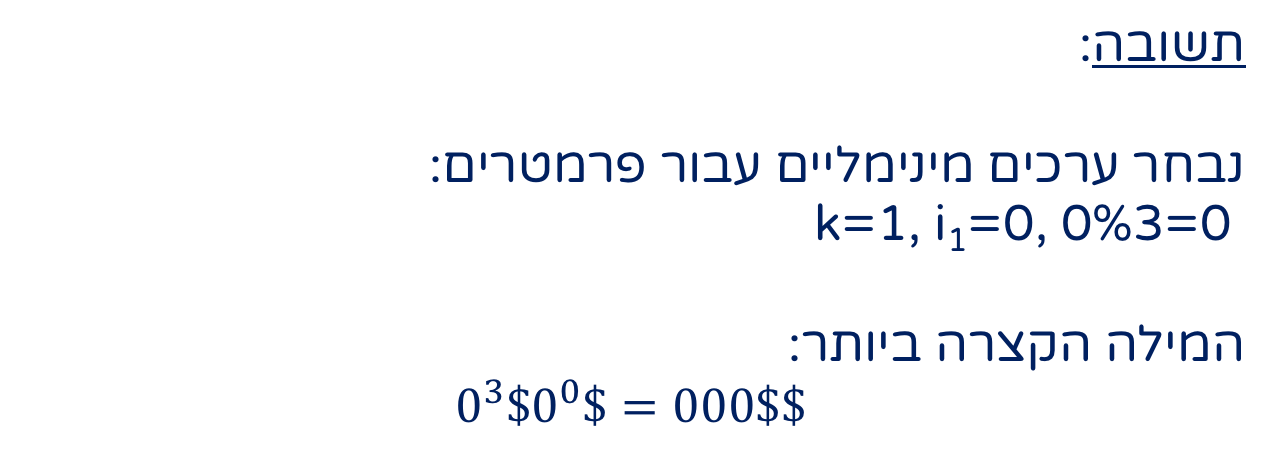 תשובה:
נבחר ערכים מינימליים עבור פרמטרים:
k=1, i₁=0, 0%3=0
המילה הקצרה ביותר:
0³$0⁰$ = 000$$